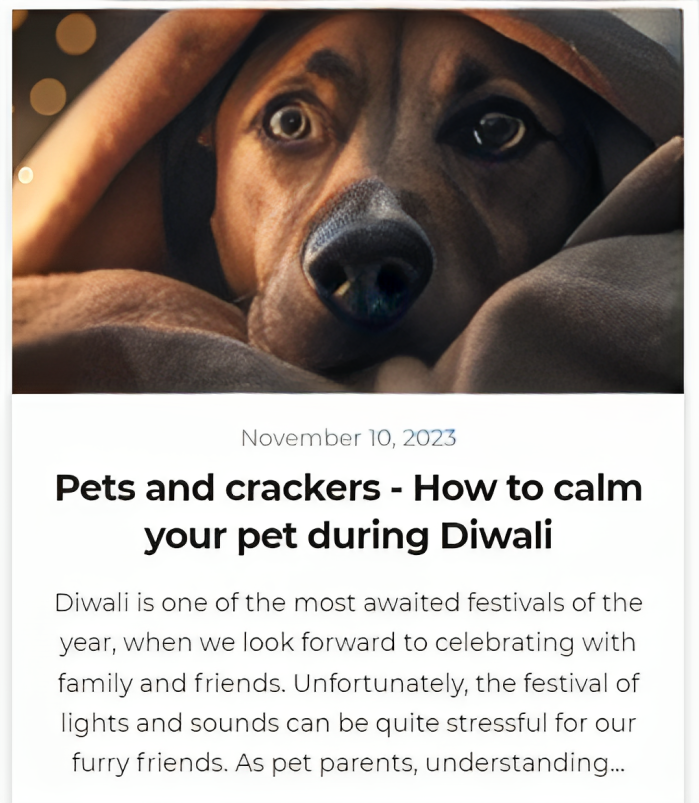 November 10, 2023
Pets and crackers - How to calm
your pet during Diwali
Diwali is one of the most awaited festivals of the
year, when we look forward to celebrating with
family and friends. Unfortunately, the festival of
lights and sounds can be quite stressful for our
furry friends. As pet parents, understanding...